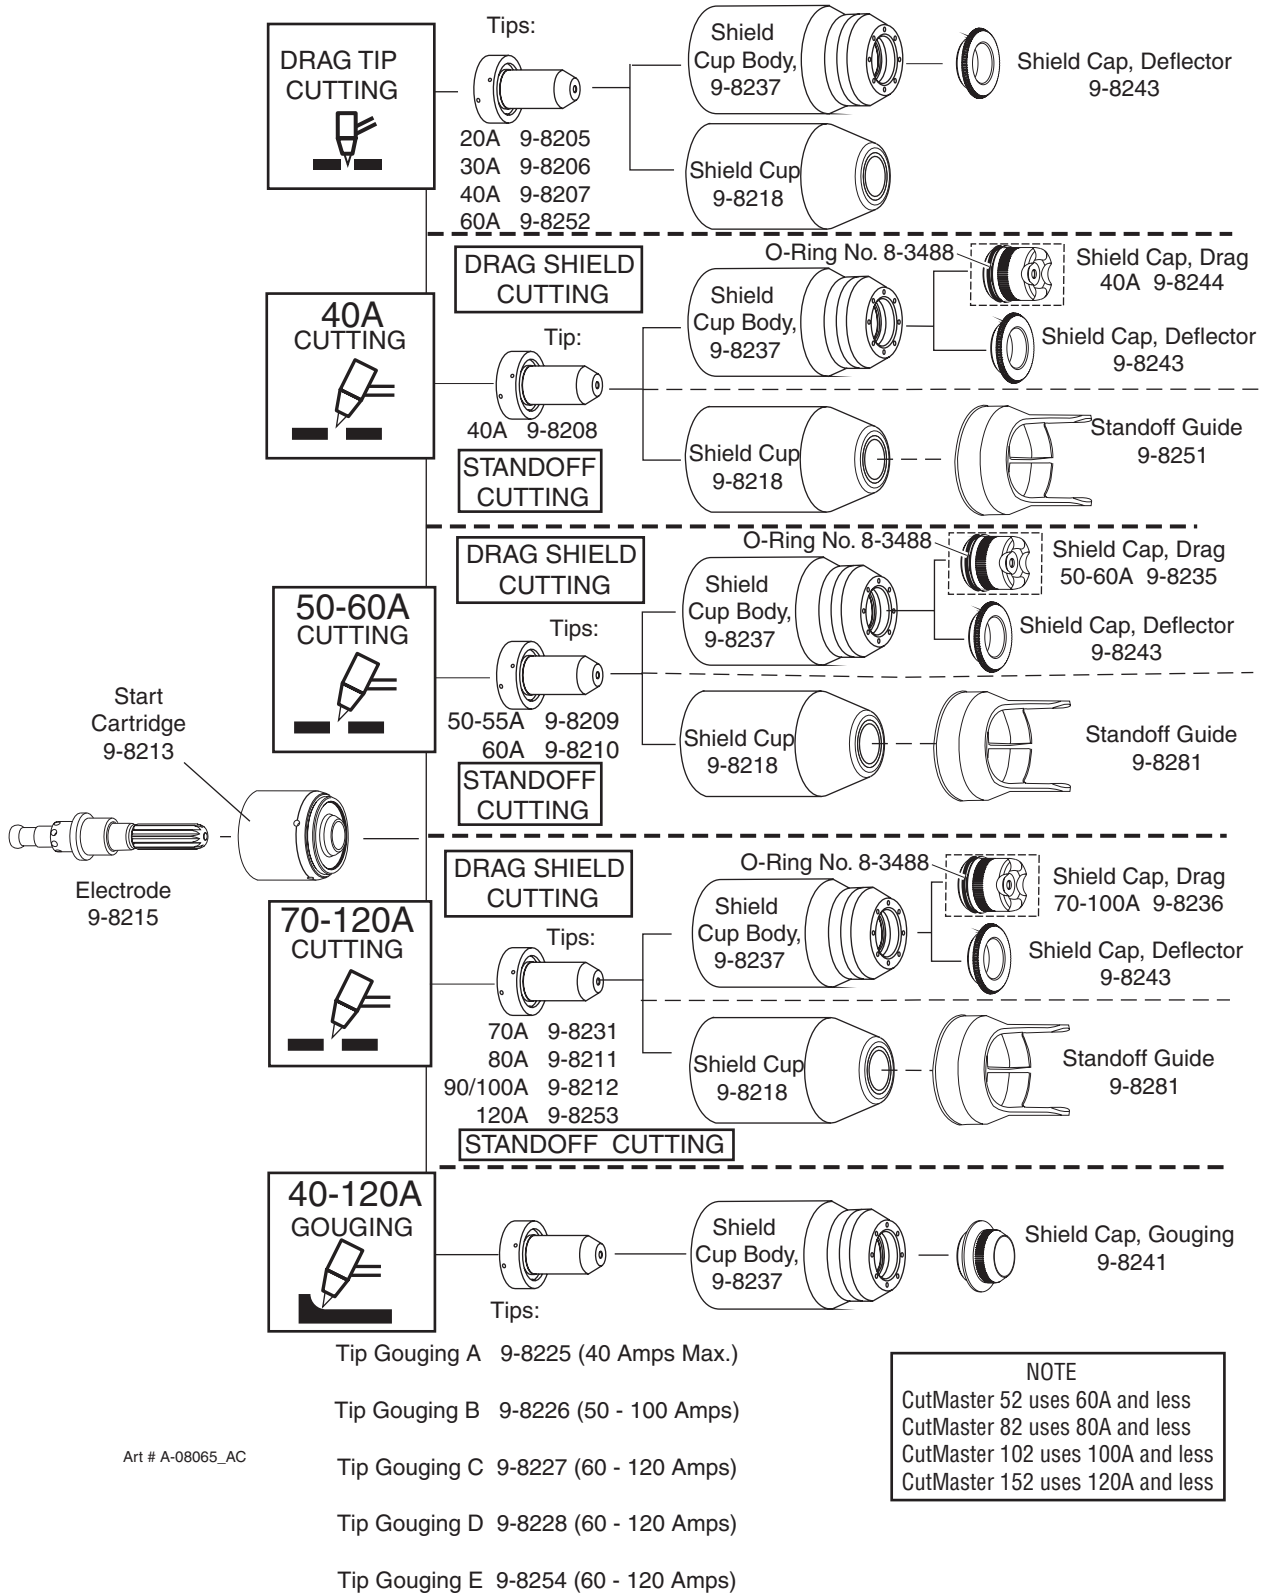 DRAG TIP
CUTTING
Tips:
20A 9-8205
30A 9-8206
40A 9-8207
60A 9-8252
Shield
Cup Body,
9-8237
Shield Cap, Deflector
9-8243
Shield Cup
9-8218
40A
CUTTING
DRAG SHIELD
CUTTING
Tip:
40A 9-8208
STANDOFF
CUTTING
O-Ring No. 8-3488
Shield
Cup Body,
9-8237
Shield Cap, Drag
40A 9-8244
Shield Cap, Deflector
9-8243
Shield Cup
9-8218
Standoff Guide
9-8251
50-60A
CUTTING
DRAG SHIELD
CUTTING
Tips:
50-55A 9-8209
60A 9-8210
STANDOFF
CUTTING
O-Ring No. 8-3488
Shield
Cup Body,
9-8237
Shield Cap, Drag
50-60A 9-8235
Shield Cap, Deflector
9-8243
Shield Cup
9-8218
Standoff Guide
9-8281
Start
Cartridge
9-8213
Electrode
9-8215
70-120A
CUTTING
DRAG SHIELD
CUTTING
Tips:
70A 9-8231
80A 9-8211
90/100A 9-8212
120A 9-8253
STANDOFF CUTTING
O-Ring No. 8-3488
Shield
Cup Body,
9-8237
Shield Cap, Drag
70-100A 9-8236
Shield Cap, Deflector
9-8243
Shield Cup
9-8218
Standoff Guide
9-8281
40-120A
GOUGING
Tips:
Shield
Cup Body,
9-8237
Shield Cap, Gouging
9-8241
Tip Gouging A 9-8225 (40 Amps Max.)
Tip Gouging B 9-8226 (50 - 100 Amps)
Tip Gouging C 9-8227 (60 - 120 Amps)
Tip Gouging D 9-8228 (60 - 120 Amps)
Tip Gouging E 9-8254 (60 - 120 Amps)
NOTE
CutMaster 52 uses 60A and less
CutMaster 82 uses 80A and less
CutMaster 102 uses 100A and less
CutMaster 152 uses 120A and less
Art # A-08065_AC